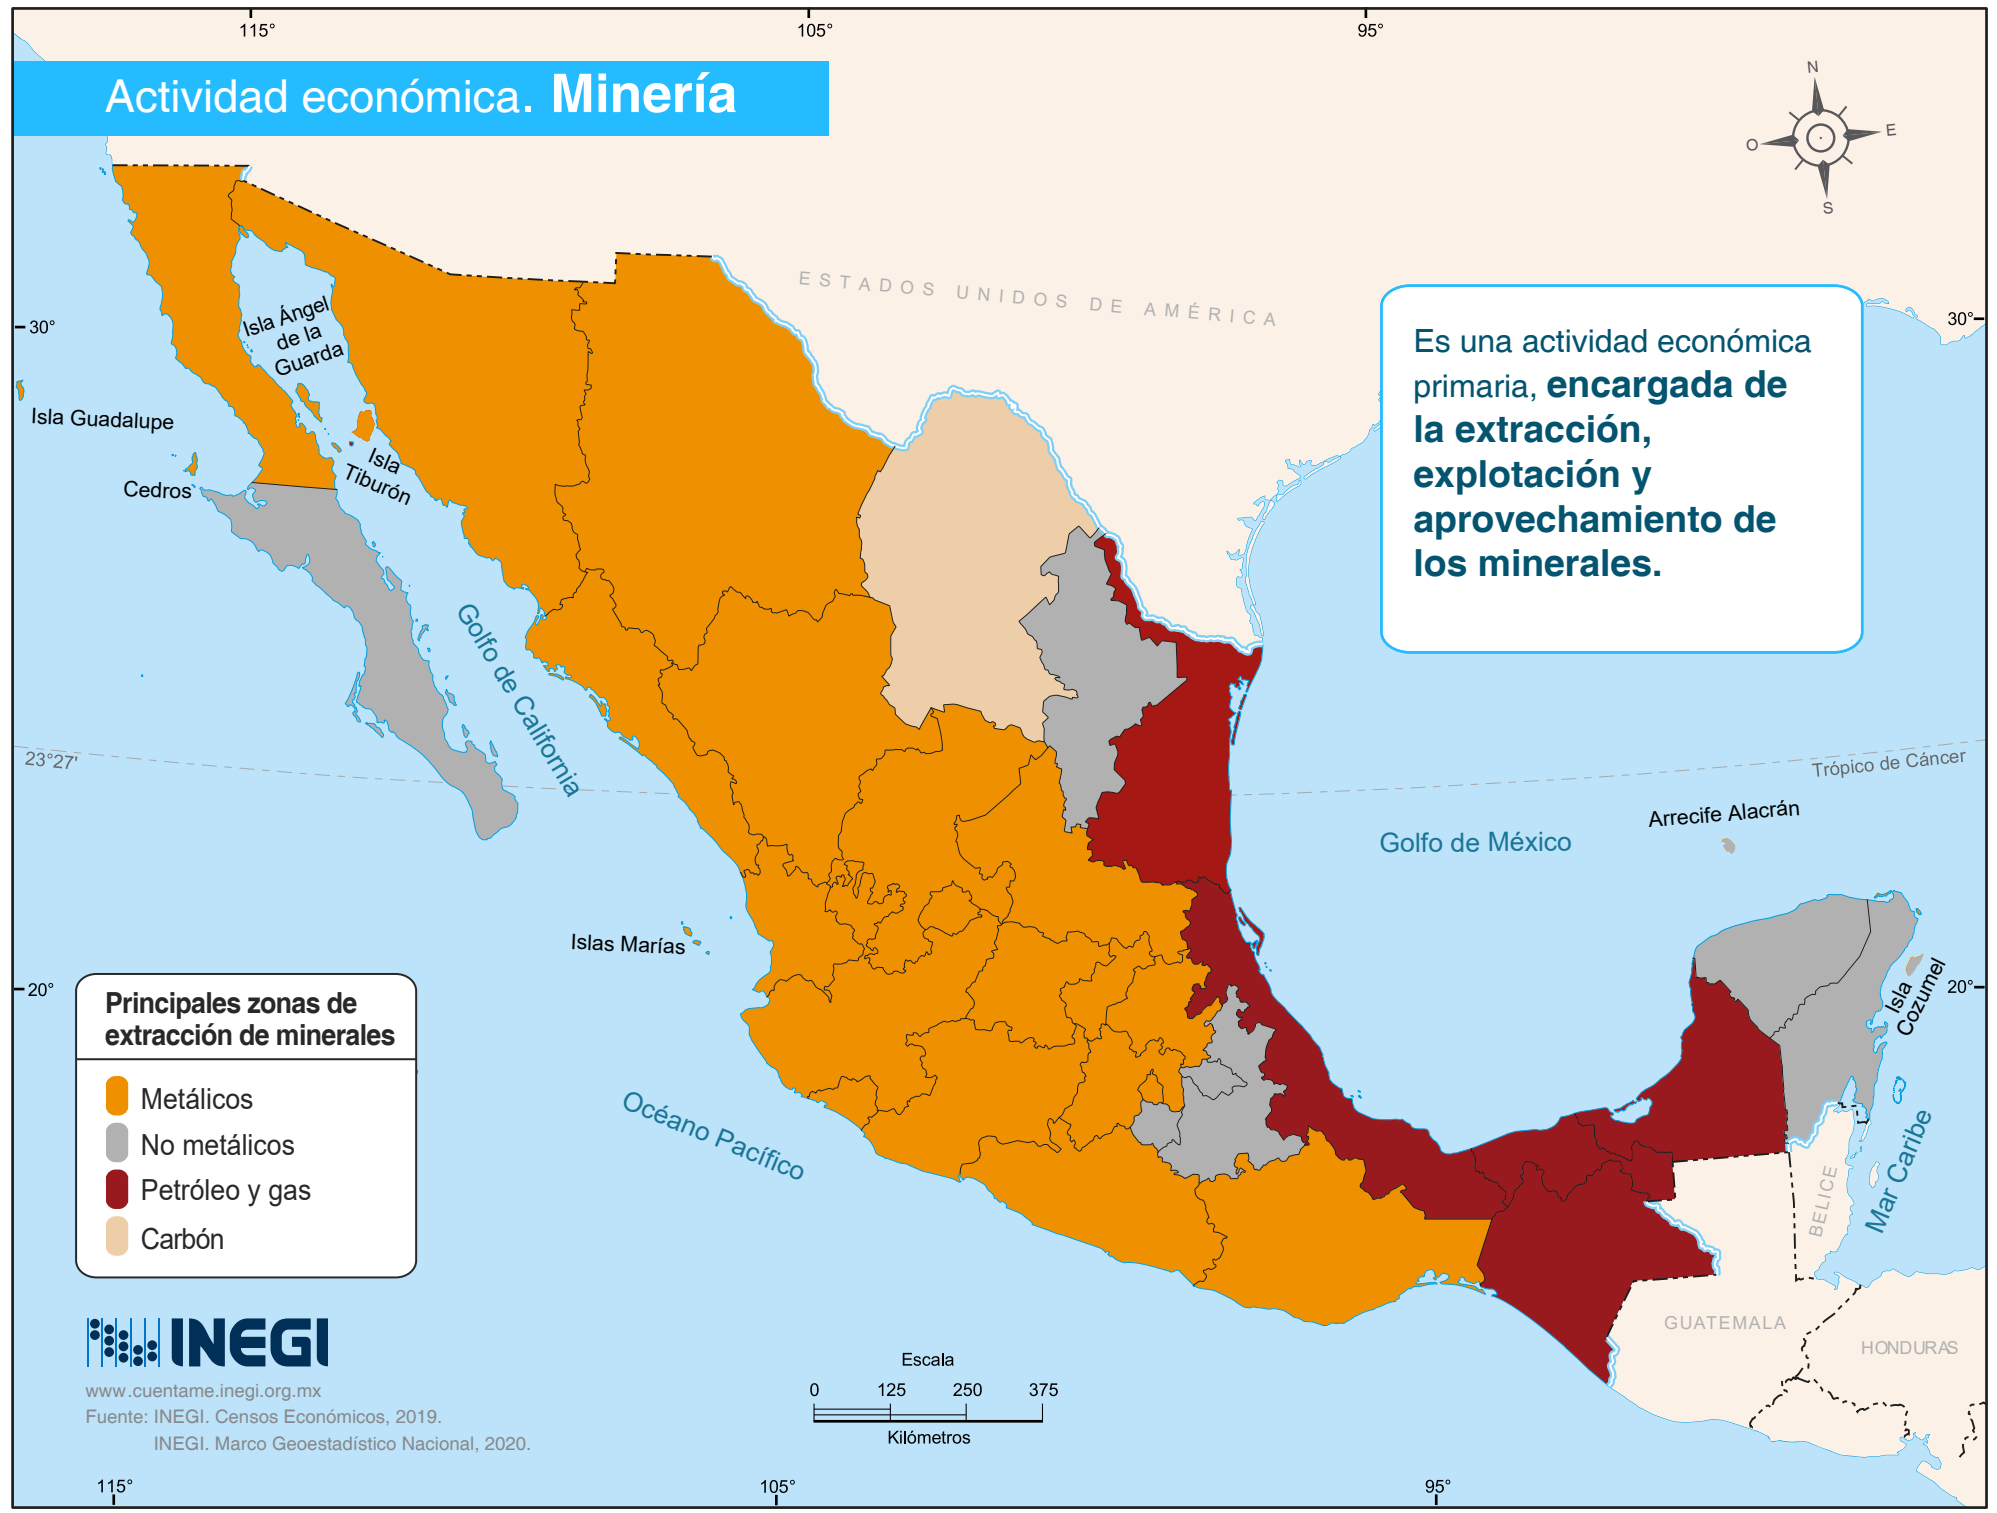 115°
105°
95°
Actividad económica. Minería
N
E
O
S
ESTADOS UNIDOS DE AMÉRICA
30°
30°
Es una actividad económica
primaria, encargada de
la extracción,
explotación y
aprovechamiento de
los minerales.
Isla Ángel
de la
Guarda
Isla Guadalupe
Isla
Tiburón
Cedros
Golfo de California
23°27'
Trópico de Cáncer
Arrecife Alacrán
Golfo de México
Islas Marías
Isla
Cozumel
20°
20°
Principales zonas de
extracción de minerales
Metálicos
No metálicos
Petróleo y gas
Carbón
Océano Pacífico
Mar Caribe
BELICE
GUATEMALA
HONDURAS
INEGI
www.cuentame.inegi.org.mx
Fuente: INEGI. Censos Económicos, 2019.
INEGI. Marco Geoestadístico Nacional, 2020.
Escala
0 125 250 375
Kilómetros
115°
105°
95°